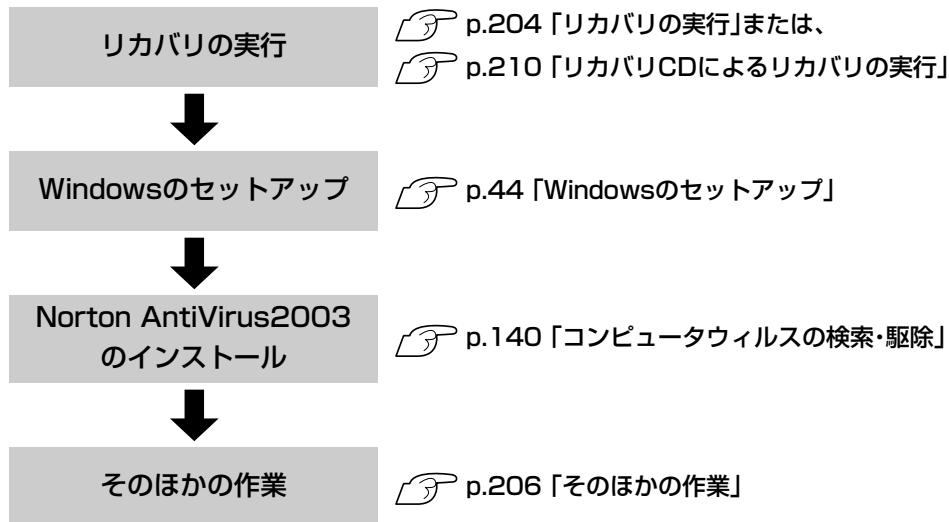 リカバリの実行
p.204「リカバリの実行」または、
p.210「リカバリCDによるリカバリの実行」
Windowsのセットアップ
p.44「Windowsのセットアップ」
Norton AntiVirus2003
のインストール
p.140「コンピュータウィルスの検索・駆除」
そのほかの作業
p.206「そのほかの作業」